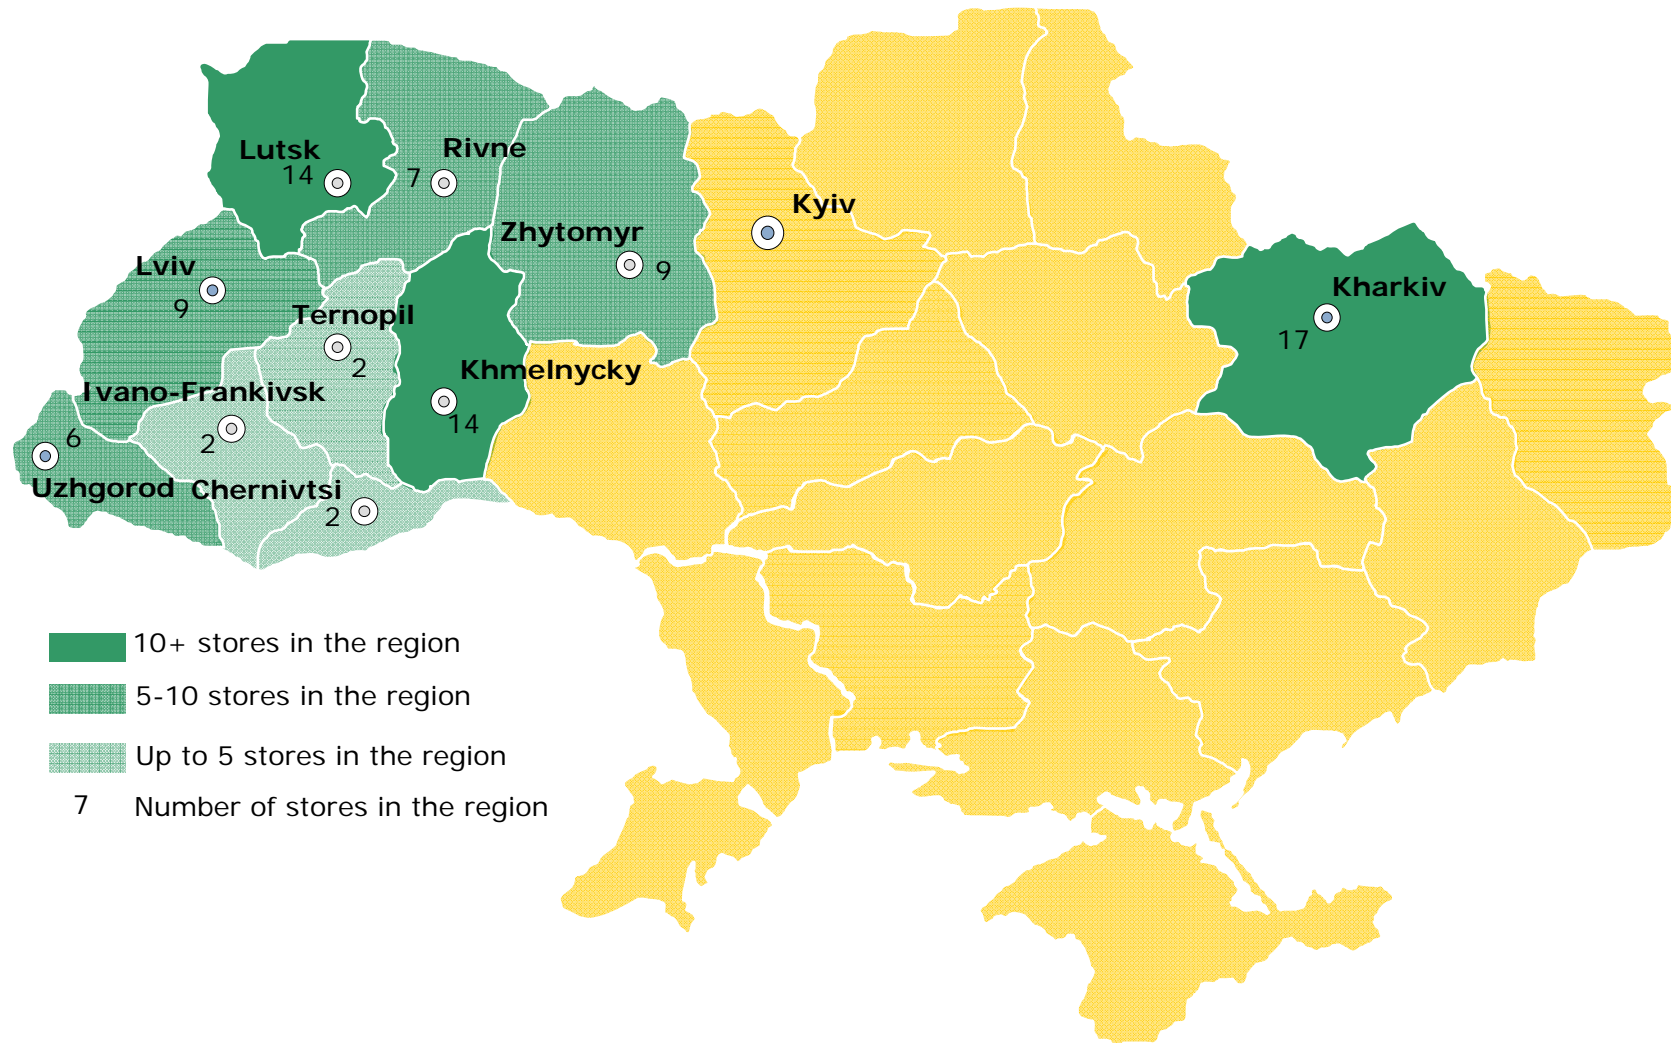 Lutsk
14
Rivne
7
Kyiv
Zhytomyr
9
Lviv
9
Kharkiv
17
Ternopil
2
Khmelnycky
14
Ivano-Frankivsk
2
6
Uzhgorod
Chernivtsi
2
10+ stores in the region
5-10 stores in the region
Up to 5 stores in the region
7 Number of stores in the region